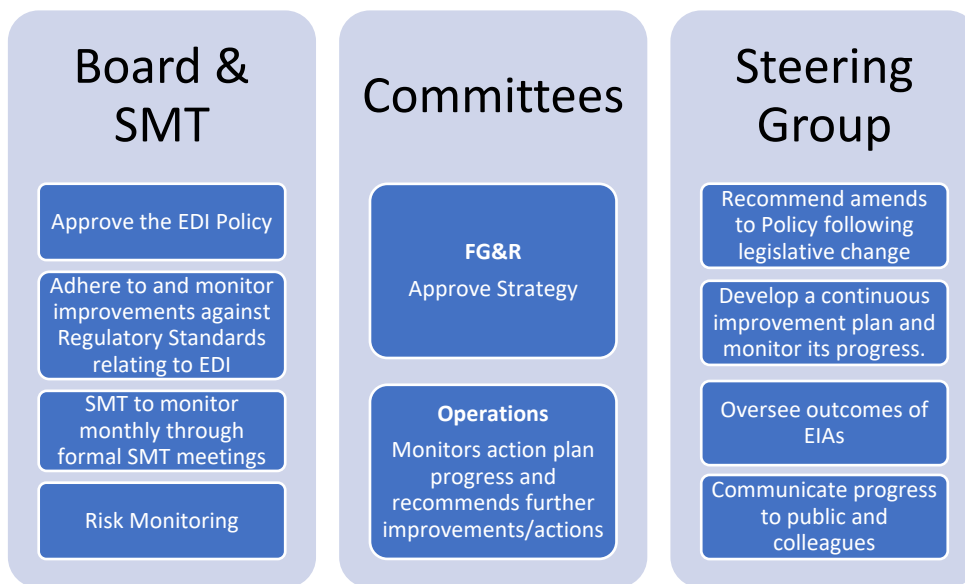 Board &
SMT
Approve the EDI Policy
Adhere to and monitor
improvements against
Regulatory Standards
relating to EDI
SMT to monitor
monthly through
formal SMT meetings
Risk Monitoring
Committees
FG&R
Approve Strategy
Operations
Monitors action plan
progress and
recommends further
improvements/actions
Steering
Group
Recommend amends
to Policy following
legislative change
Develop a continuous
improvement plan and
monitor its progress.
Oversee outcomes of
EIAs
Communicate progress
to public and
colleagues